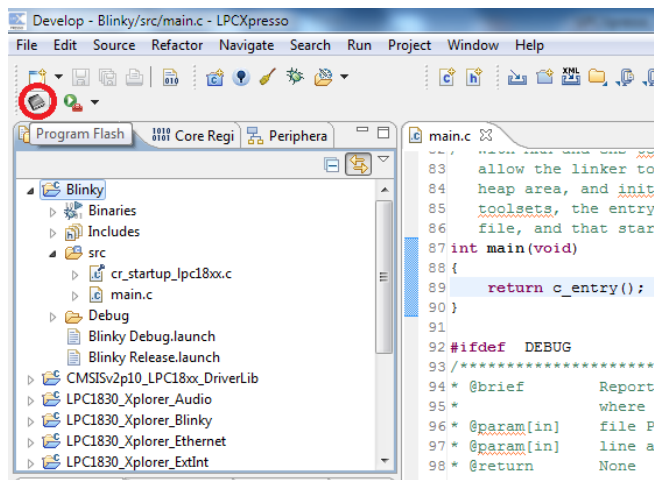 Develop - Blinky/src/main.c - LPCXpresso
File Edit Source Refactor Navigate Search Run Project Window Help
010
XML
Program Flash
1010 0101 Core Regi Periphera
main.c
Blinky
Binaries
Includes
src
cr_startup_lpc18xx.c
main.c
Debug
Blinky Debug.launch
Blinky Release.launch
CMSISv2p10_LPC18xx_DriverLib
LPC1830_Xplorer_Audio
LPC1830_Xplorer_Blinky
LPC1830_Xplorer_Ethernet
LPC1830_Xplorer_ExtInt
83 allow the linker to
84 heap area, and init
85 toolsets, the entry
86 file, and that star
87 int main(void)
88 {
89 return c_entry();
90 }
91
92 #ifdef DEBUG
93 /**********************
94 * @brief Report
95 * where
96 * @param[in] file P
97 * @param[in] line a
98 * @return None